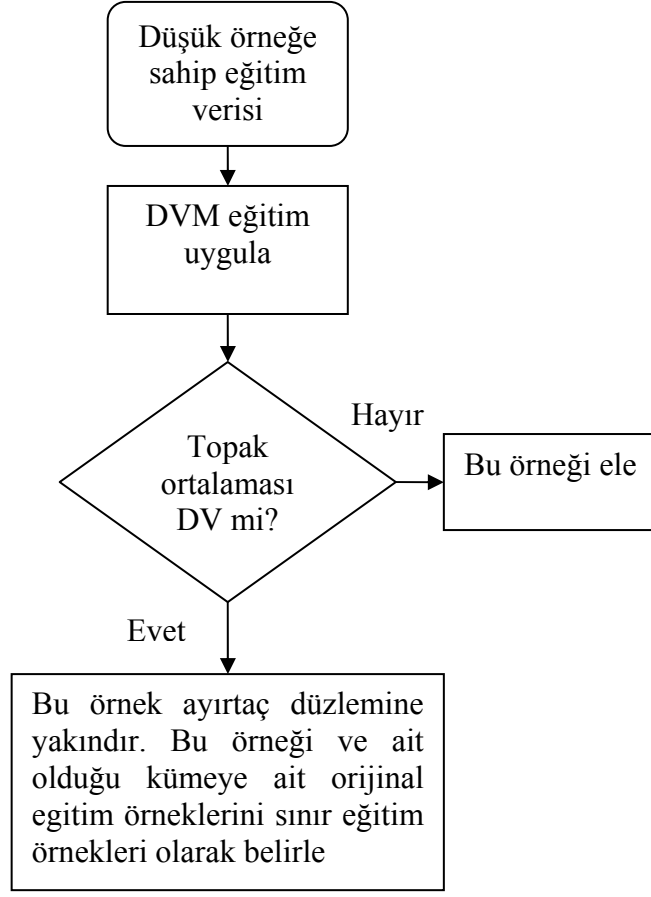 Düşük örneğe
sahip eğitim
verisi
DVM eğitim
uygula
Topak
ortalaması
DV mi?
Hayır
Bu örneği ele
Evet
Bu örnek ayırtaç düzlemine
yakındır. Bu örneği ve ait
olduğu kümeye ait orijinal
egitim örneklerini sınır eğitim
örnekleri olarak belirle